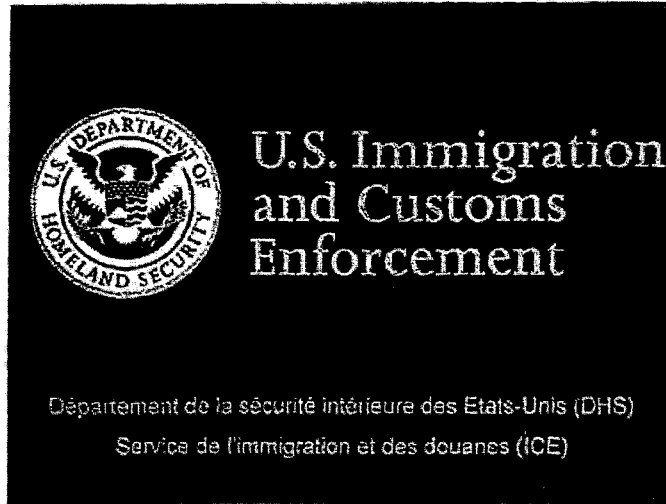 U.S. DEPARTMENT OF
HOMELAND SECURITY
U.S. Immigration
and Customs
Enforcement
Département de la sécurité intérieure des Etats-Unis (DHS)
Service de l'immigration et des douanes (ICE)